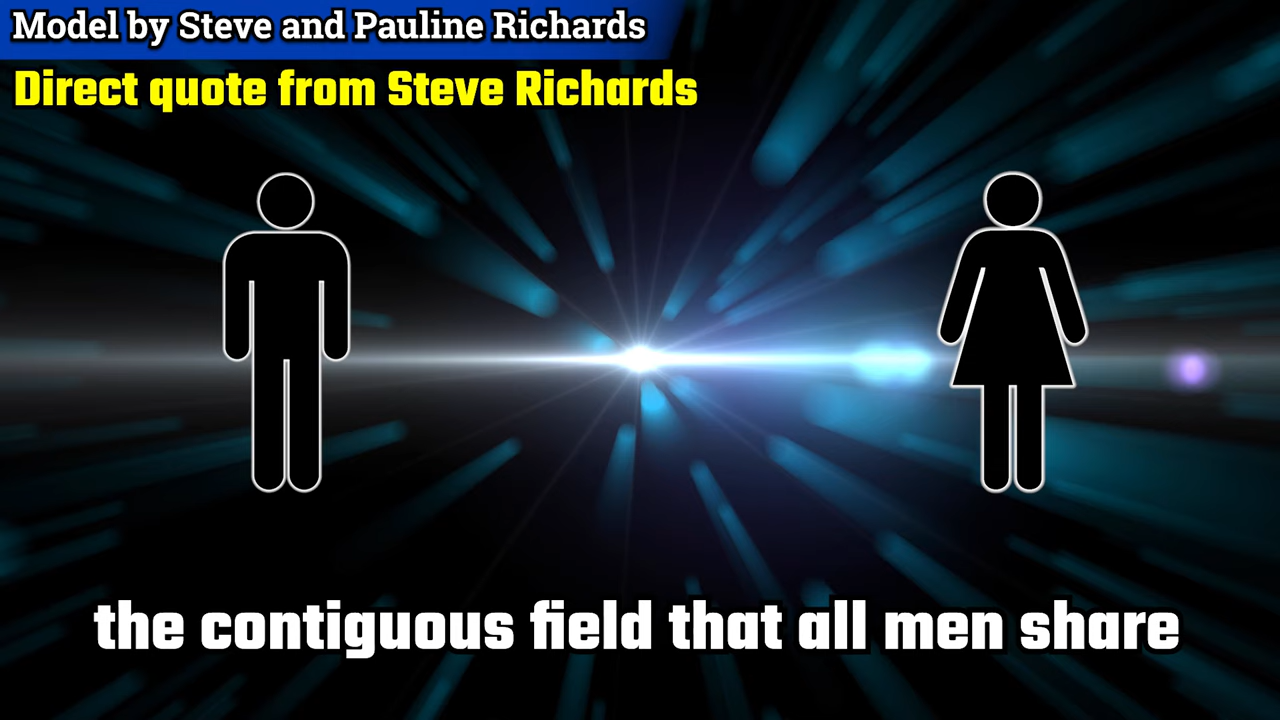 Model by Steve and Pauline Richards
Direct quote from Steve Richards
the contiguous field that all men share